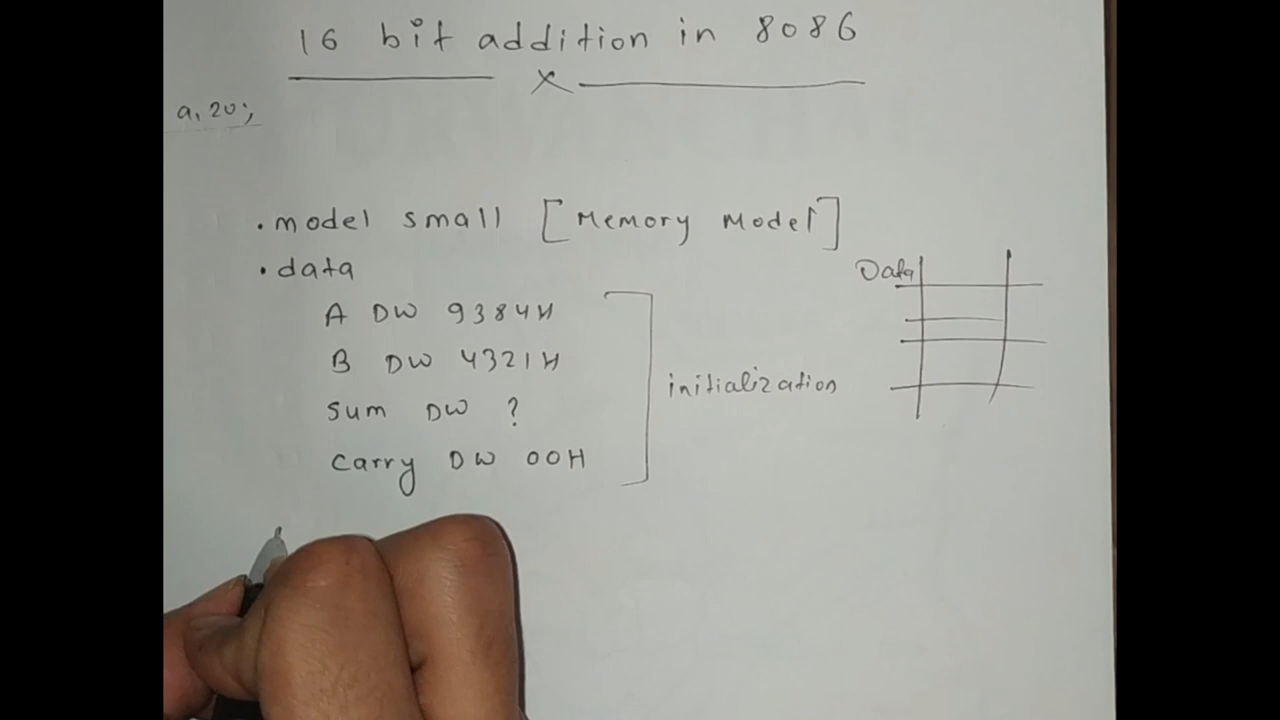 16 bit addition in 8086
a, 20;
.model small [Memory Model]
.data
Data
A DW 9384H
B DW 4321H
initialization
Sum DW ?
Carry DW 00H